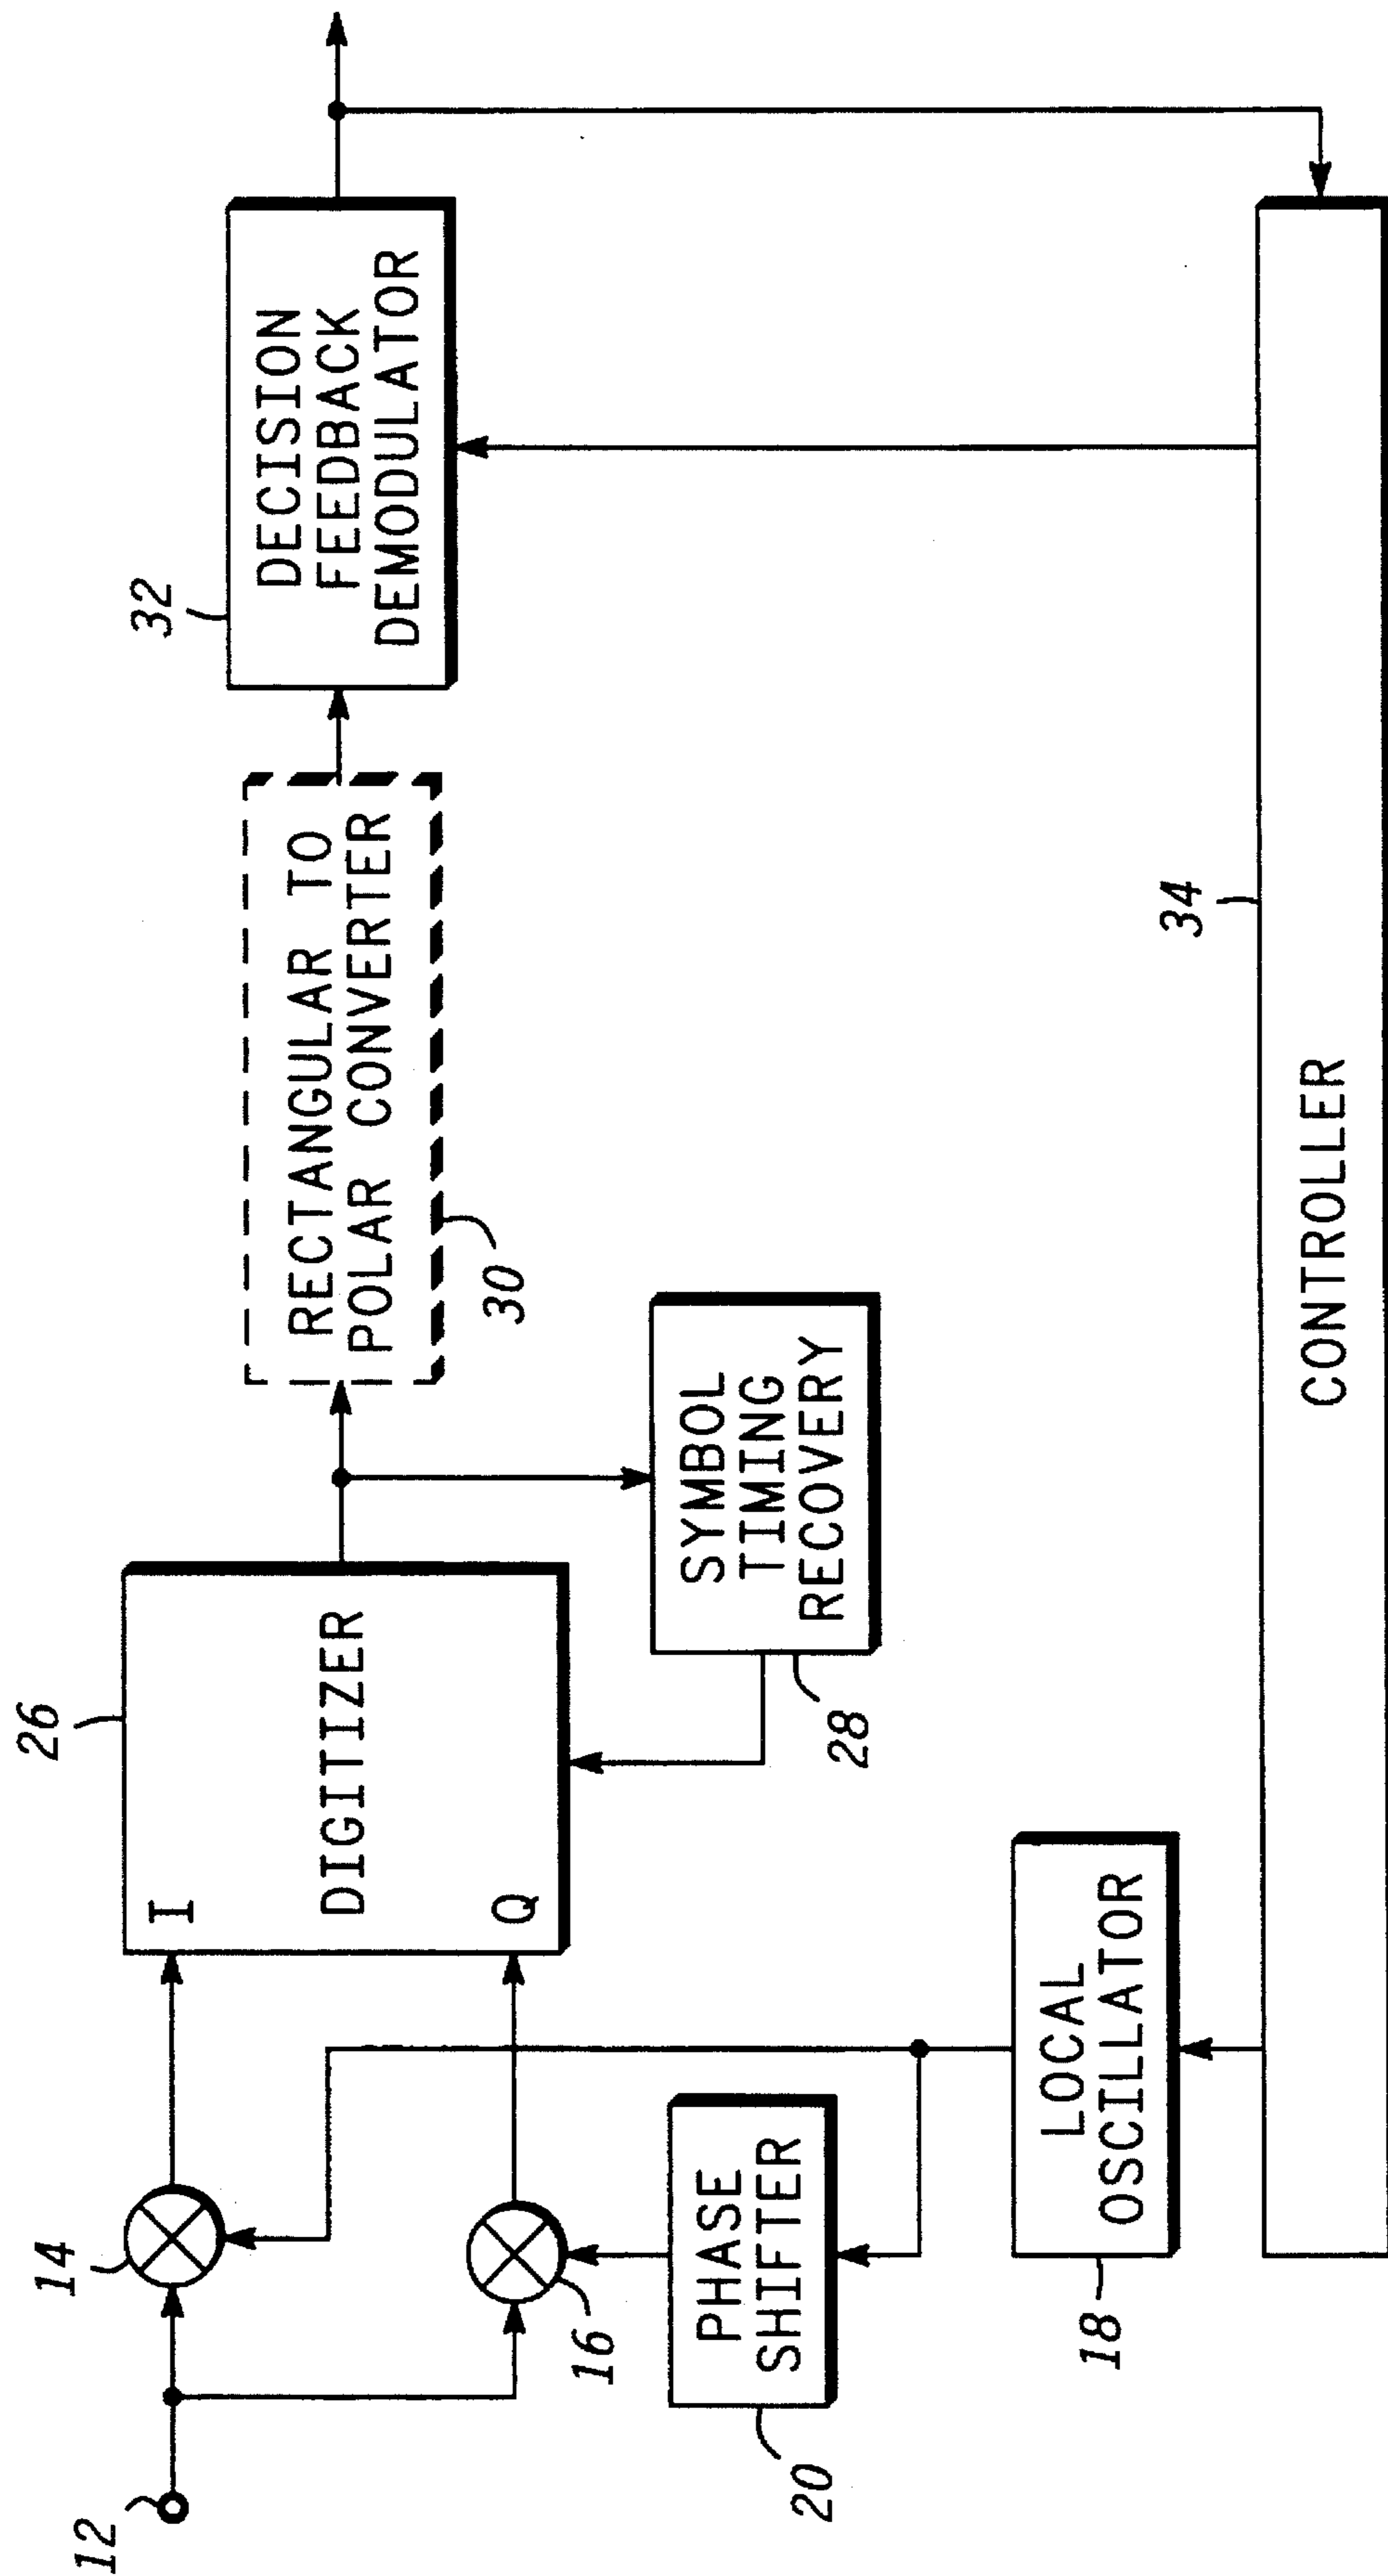 12
14
16
I
Q
DIGITIZER
26
RECTANGULAR TO
POLAR CONVERTER
30
DECISION
FEEDBACK
DEMODULATOR
32
PHASE
SHIFTER
20
SYMBOL
TIMING
RECOVERY
28
LOCAL
OSCILLATOR
18
34
CONTROLLER